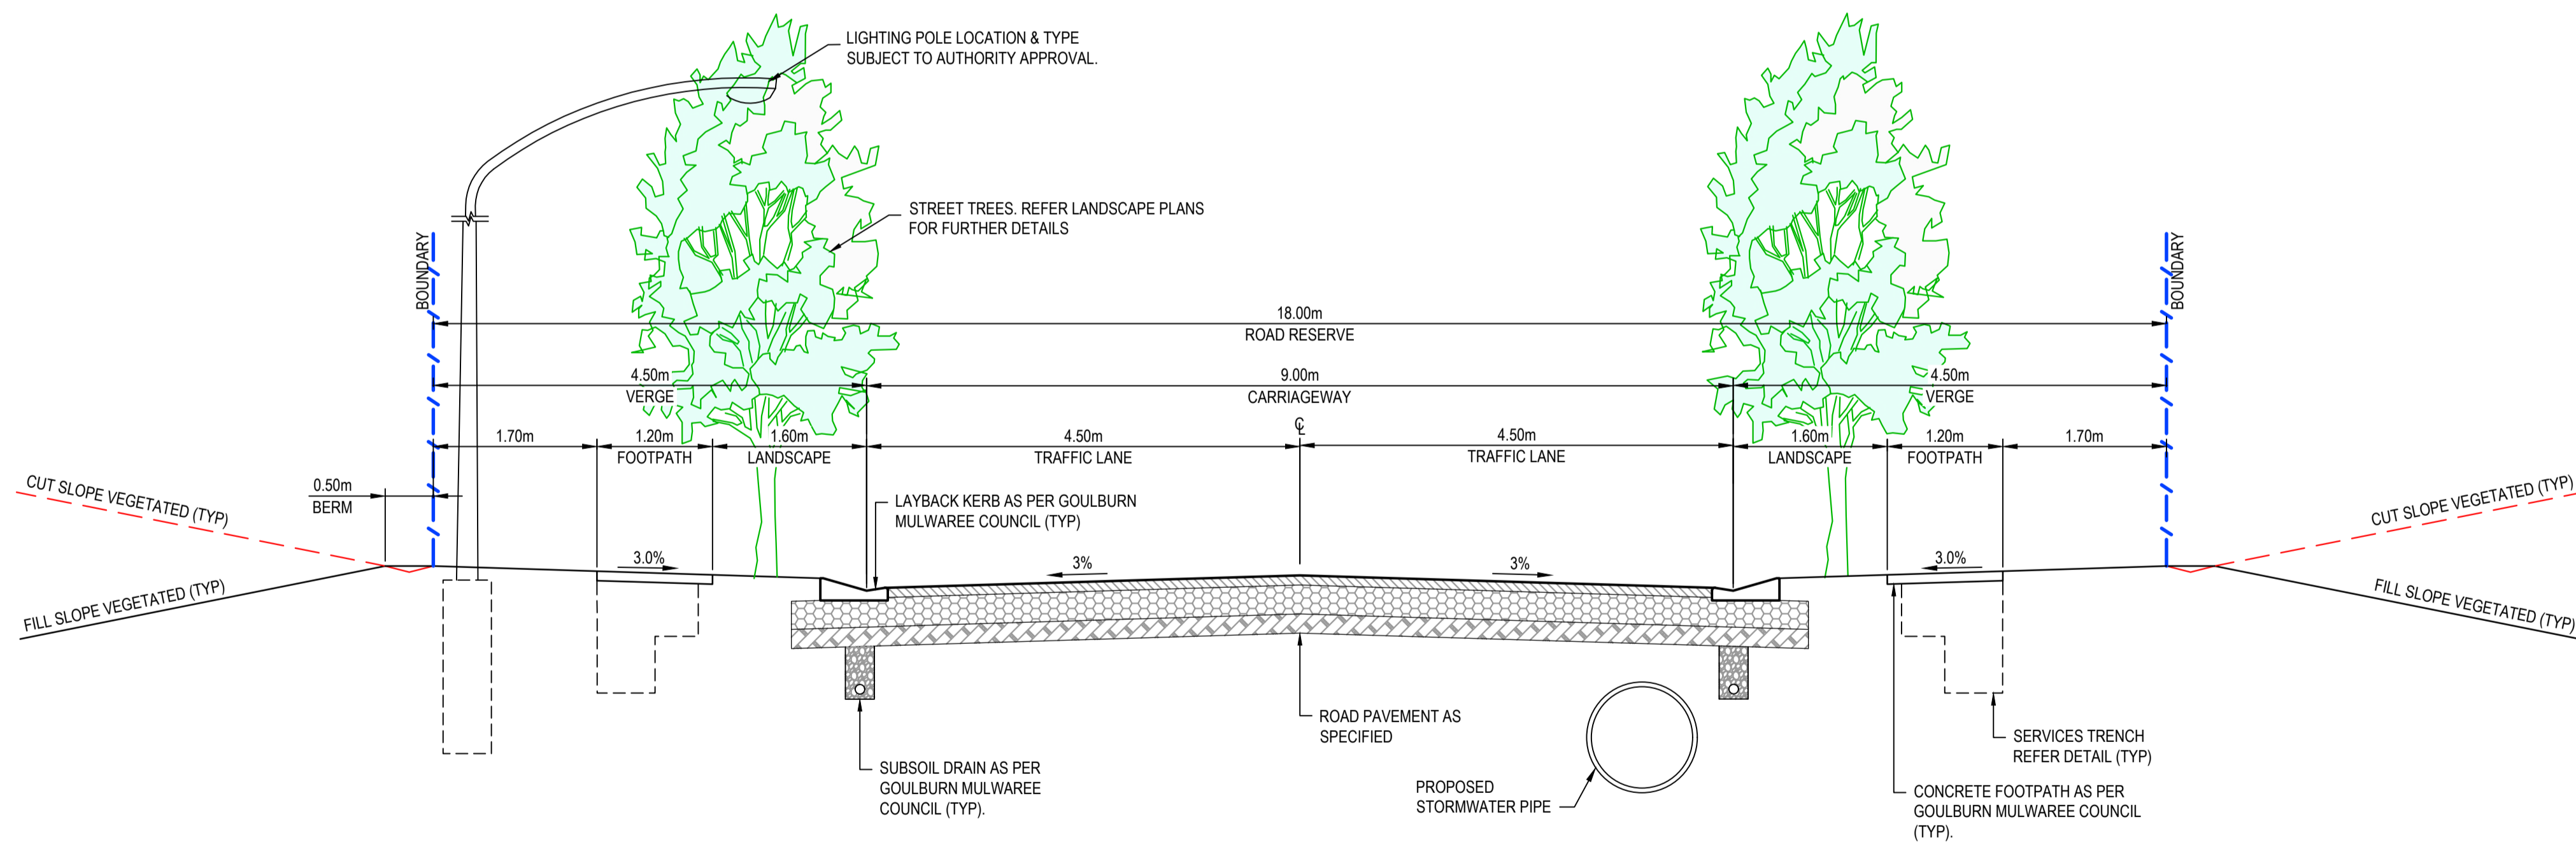 LIGHTING POLE LOCATION & TYPE
SUBJECT TO AUTHORITY APPROVAL.
STREET TREES. REFER LANDSCAPE PLANS
FOR FURTHER DETAILS
BOUNDARY
BOUNDARY
18.00m
ROAD RESERVE
4.50m
VERGE
9.00m
CARRIAGEWAY
4.50m
VERGE
1.70m
1.20m
FOOTPATH
1.60m
LANDSCAPE
4.50m
TRAFFIC LANE
℄
4.50m
TRAFFIC LANE
1.60m
LANDSCAPE
1.20m
FOOTPATH
1.70m
0.50m
BERM
CUT SLOPE VEGETATED (TYP)
FILL SLOPE VEGETATED (TYP)
LAYBACK KERB AS PER GOULBURN
MULWAREE COUNCIL (TYP)
3.0%
3%
3%
3.0%
CUT SLOPE VEGETATED (TYP)
FILL SLOPE VEGETATED (TYP)
SUBSOIL DRAIN AS PER
GOULBURN MULWAREE
COUNCIL (TYP).
ROAD PAVEMENT AS
SPECIFIED
PROPOSED
STORMWATER PIPE
SERVICES TRENCH
REFER DETAIL (TYP)
CONCRETE FOOTPATH AS PER
GOULBURN MULWAREE COUNCIL
(TYP).